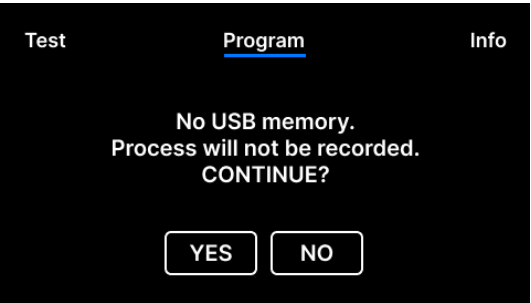 Test
Program
Info
No USB memory.
Process will not be recorded.
CONTINUE?
YES
NO